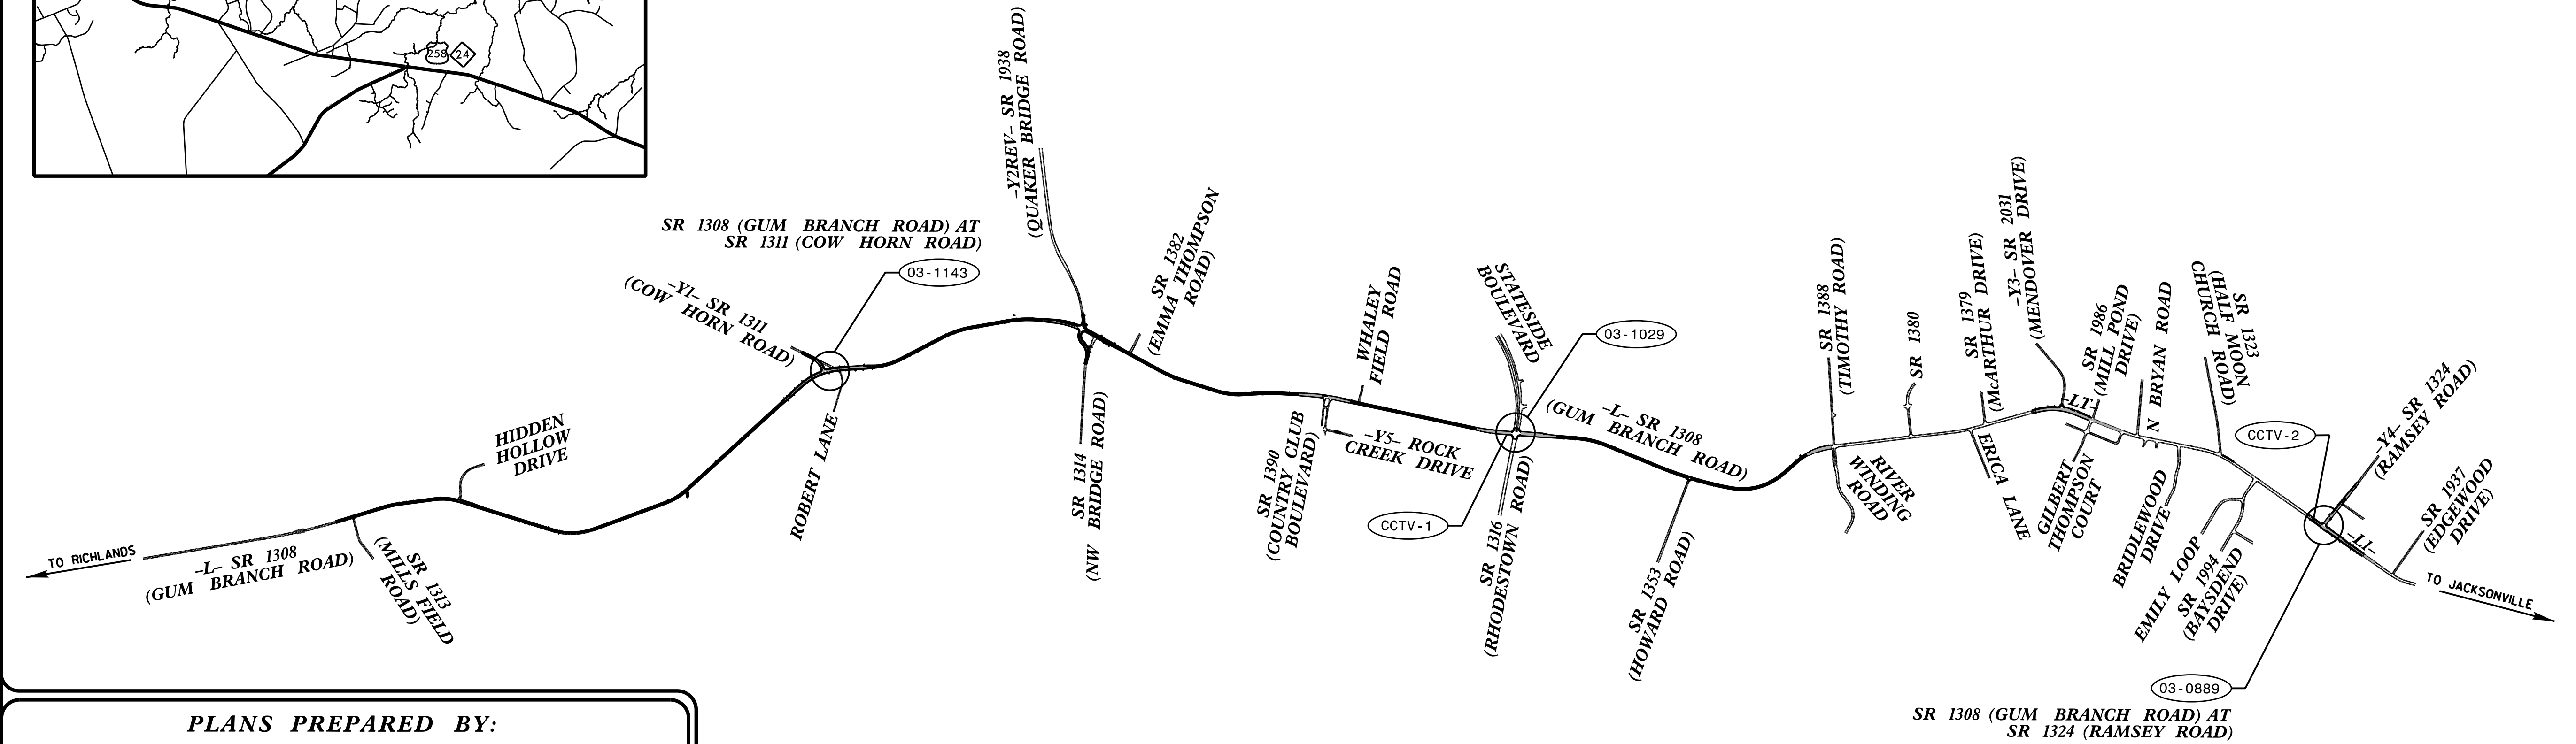 258
24
-Y2REV- SR 1938
(QUAKER BRIDGE ROAD)
SR 1308 (GUM BRANCH ROAD) AT
SR 1311 (COW HORN ROAD)
03-1143
-Y1- SR 1311
(COW HORN ROAD)
SR 1382
(EMMA THOMPSON
ROAD)
WHALEY
FIELD ROAD
STATESIDE
BOULEVARD
03-1029
SR 1388
(TIMOTHY ROAD)
SR 1380
SR 1379
(McARTHUR DRIVE)
-Y3- SR 2031
(MENDOVER DRIVE)
-LT-
SR 1986
(MILL POND
DRIVE)
N BRYAN ROAD
SR 1323
(HALF MOON
CHURCH ROAD)
CCTV-2
-Y4- SR 1324
(RAMSEY ROAD)
SR 1937
(EDGEWOOD
DRIVE)
-L1-
HIDDEN
HOLLOW
DRIVE
ROBERT LANE
SR 1314
(NW BRIDGE ROAD)
SR 1390
(COUNTRY CLUB
BOULEVARD)
-Y5- ROCK
CREEK DRIVE
CCTV-1
SR 1316
(RHODESTOWN ROAD)
-L- SR 1308
(GUM BRANCH ROAD)
SR 1353
(HOWARD ROAD)
RIVER
WINDING
ROAD
ERICA LANE
GILBERT
THOMPSON
COURT
BRIDLEWOOD
DRIVE
EMILY LOOP
SR 1994
(BAYSDEND
DRIVE)
TO RICHLANDS
-L- SR 1308
(GUM BRANCH ROAD)
SR 1313
(MILLS FIELD
ROAD)
TO JACKSONVILLE
03-0889
SR 1308 (GUM BRANCH ROAD) AT
SR 1324 (RAMSEY ROAD)
PLANS PREPARED BY: